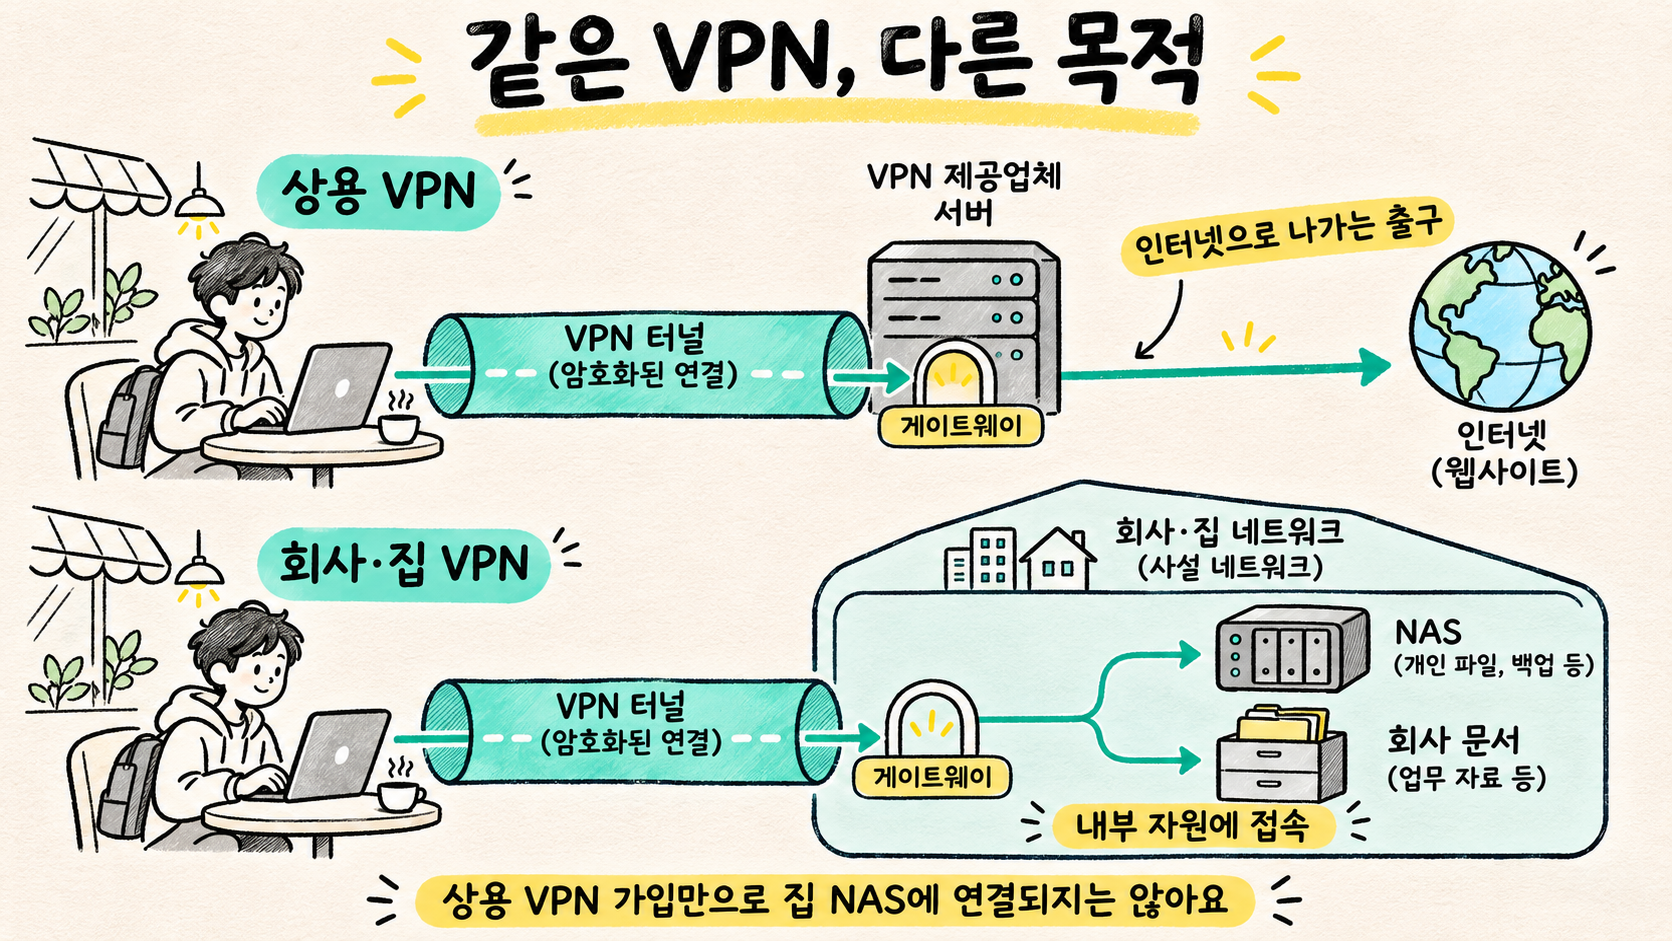 같은 VPN, 다른 목적
상용 VPN
VPN 제공업체
서버
인터넷으로 나가는 출구
VPN 터널
(암호화된 연결)
게이트웨이
인터넷
(웹사이트)
회사·집 VPN
회사·집 네트워크
(사설 네트워크)
VPN 터널
(암호화된 연결)
게이트웨이
NAS
(개인 파일, 백업 등)
회사 문서
(업무 자료 등)
내부 자원에 접속
상용 VPN 가입만으로 집 NAS에 연결되지는 않아요